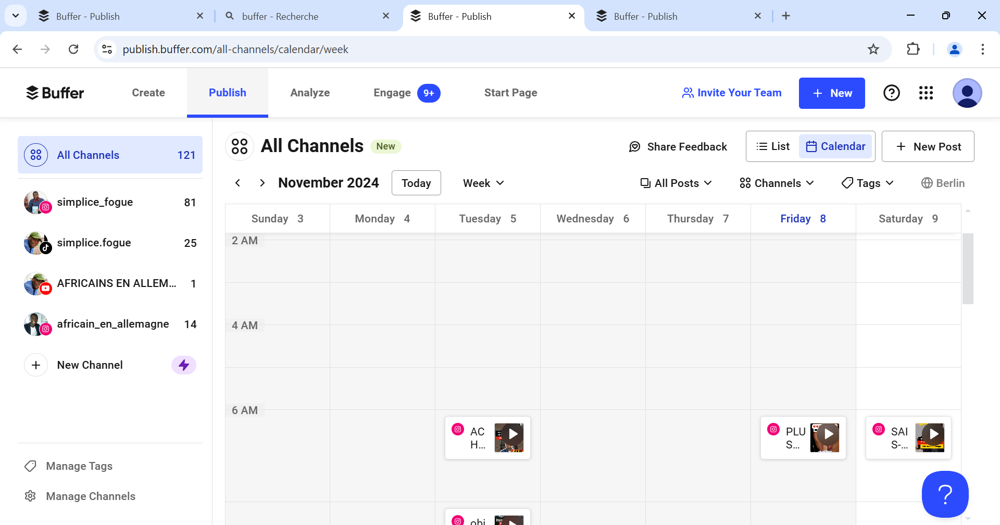 Buffer - Publish
buffer - Recherche
Buffer - Publish
Buffer - Publish
publish.buffer.com/all-channels/calendar/week
Buffer
Create
Publish
Analyze
Engage 9+
Start Page
Invite Your Team
+ New
All Channels 121
simplice_fogue 81
simplice.fogue 25
AFRICAINS EN ALLEM... 1
africain_en_allemagne 14
New Channel
Manage Tags
Manage Channels
All Channels New
Share Feedback
List
Calendar
+ New Post
November 2024
Today
Week
All Posts
Channels
Tags
Berlin
Sunday 3
Monday 4
Tuesday 5
Wednesday 6
Thursday 7
Friday 8
Saturday 9
2 AM
4 AM
6 AM
AC
H...
PLU
S...
SAI
S-...
obj
?